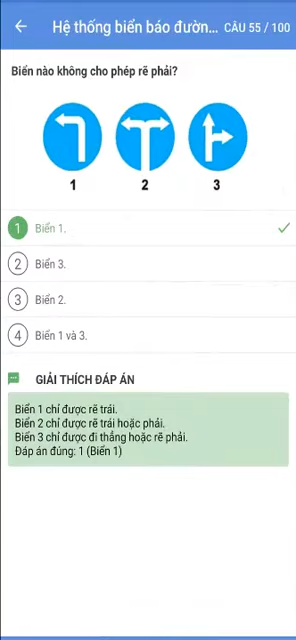 Hệ thống biển báo đườn... CÂU 55 / 100
Biển nào không cho phép rẽ phải?
1 2 3
1 Biển 1.
2 Biển 3.
3 Biển 2.
4 Biển 1 và 3.
GIẢI THÍCH ĐÁP ÁN
Biển 1 chỉ được rẽ trái.
Biển 2 chỉ được rẽ trái hoặc phải.
Biển 3 chỉ được đi thẳng hoặc rẽ phải.
Đáp án đúng: 1 (Biển 1)